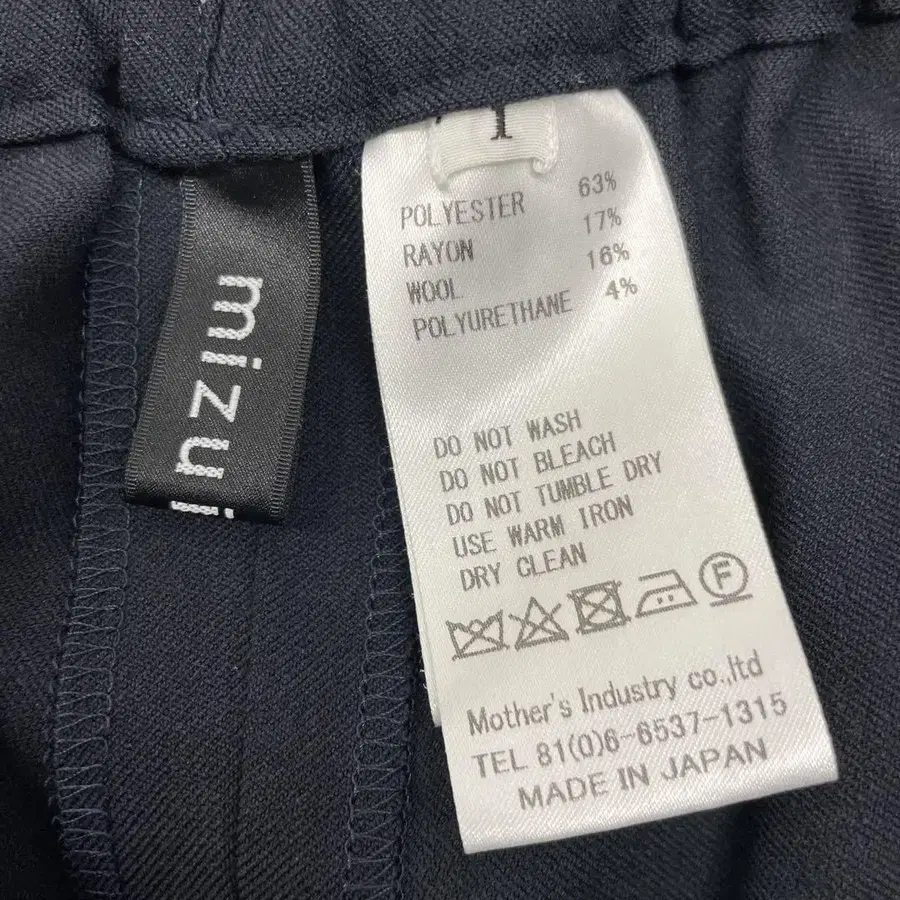 mizu
1
POLYESTER 63%
RAYON 17%
WOOL 16%
POLYURETHANE 4%
DO NOT WASH
DO NOT BLEACH
DO NOT TUMBLE DRY
USE WARM IRON
DRY CLEAN
F
Mother's Industry co.,ltd
TEL 81(0)6-6537-1315
MADE IN JAPAN